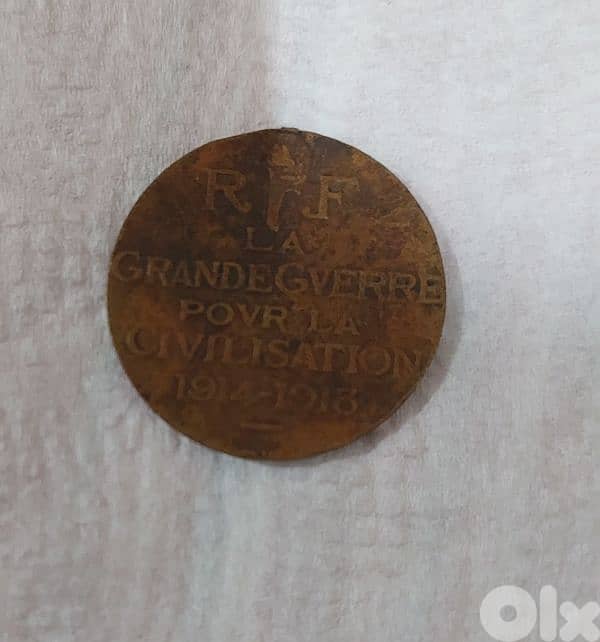 R F
LA
GRANDE GVERRE
POVR LA
CIVILISATION
1914-1918
Olx